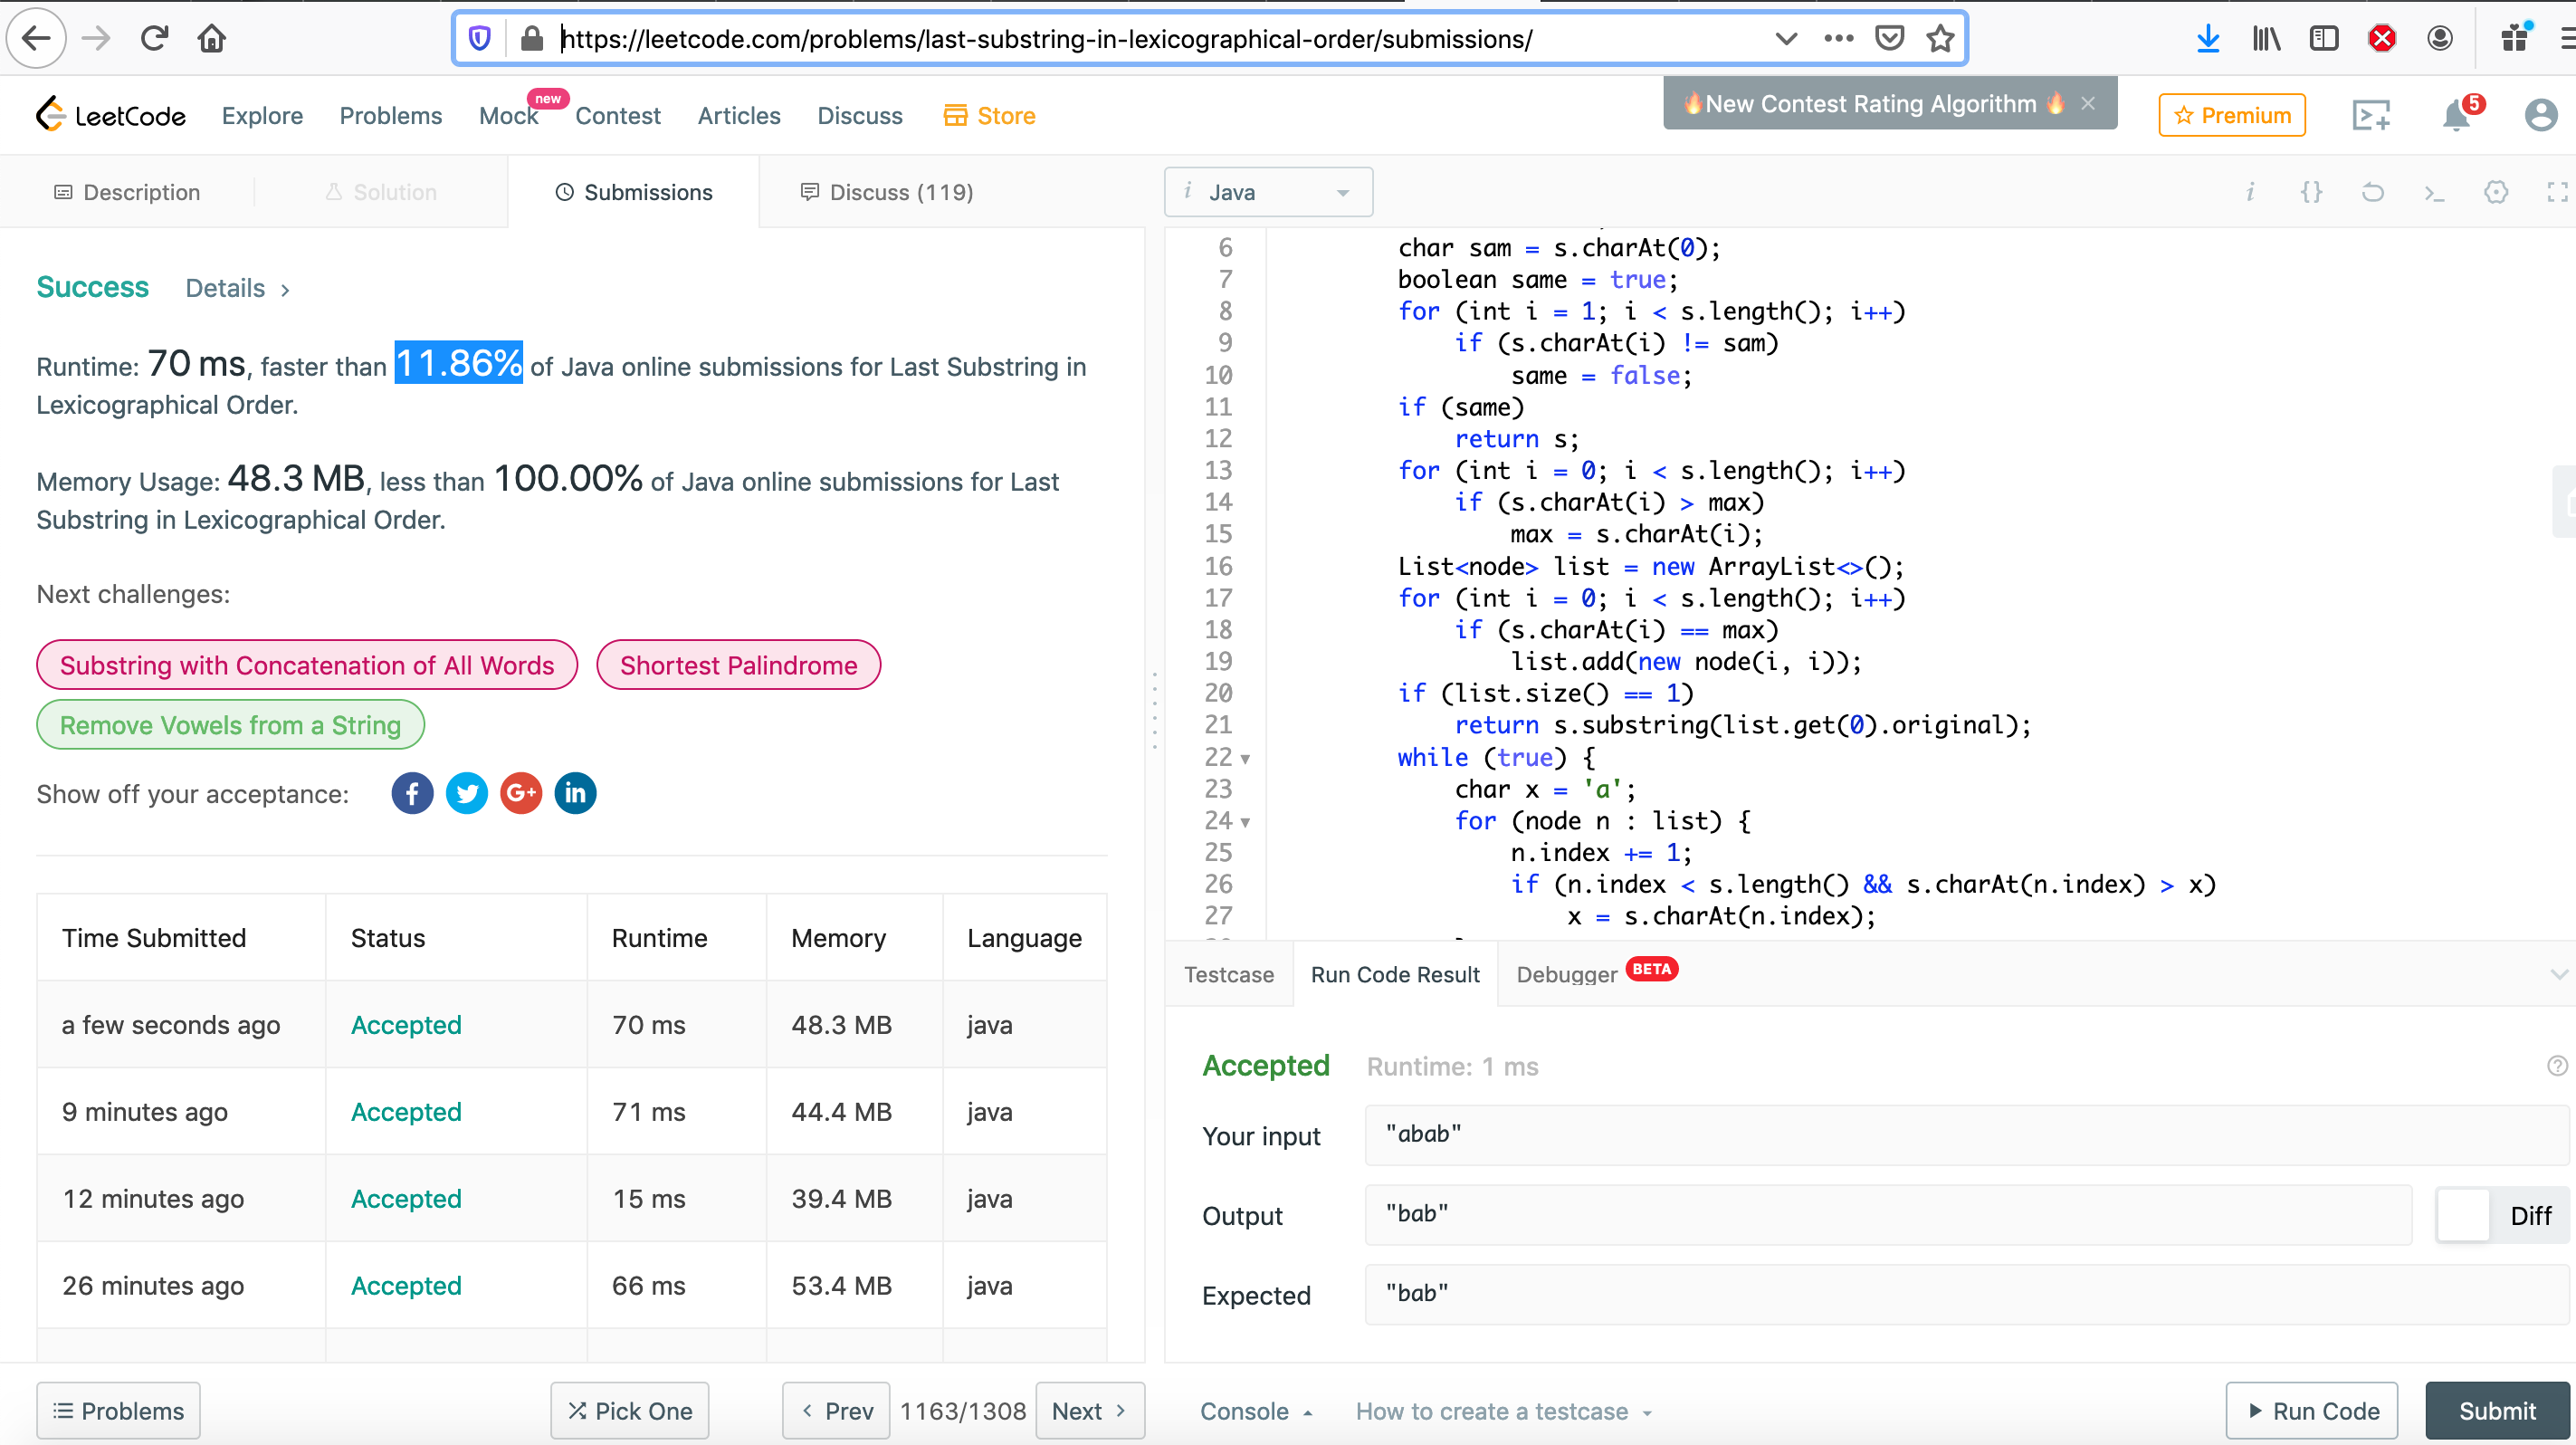 https://leetcode.com/problems/last-substring-in-lexicographical-order/submissions/
LeetCode
Explore
Problems
Mock
new
Contest
Articles
Discuss
Store
🔥New Contest Rating Algorithm 🔥 ×
Premium
5
Description
Solution
Submissions
Discuss (119)
i Java
Success
Details >
Runtime: 70 ms, faster than 11.86% of Java online submissions for Last Substring in
Lexicographical Order.
Memory Usage: 48.3 MB, less than 100.00% of Java online submissions for Last
Substring in Lexicographical Order.
Next challenges:
Substring with Concatenation of All Words
Shortest Palindrome
Remove Vowels from a String
Show off your acceptance:
f
G+
in
Time Submitted Status Runtime Memory Language
a few seconds ago Accepted 70 ms 48.3 MB java
9 minutes ago Accepted 71 ms 44.4 MB java
12 minutes ago Accepted 15 ms 39.4 MB java
26 minutes ago Accepted 66 ms 53.4 MB java
i {} >_
6 char sam = s.charAt(0);
7 boolean same = true;
8 for (int i = 1; i < s.length(); i++)
9 if (s.charAt(i) != sam)
10 same = false;
11 if (same)
12 return s;
13 for (int i = 0; i < s.length(); i++)
14 if (s.charAt(i) > max)
15 max = s.charAt(i);
16 List<node> list = new ArrayList<>();
17 for (int i = 0; i < s.length(); i++)
18 if (s.charAt(i) == max)
19 list.add(new node(i, i));
20 if (list.size() == 1)
21 return s.substring(list.get(0).original);
22 while (true) {
23 char x = 'a';
24 for (node n : list) {
25 n.index += 1;
26 if (n.index < s.length() && s.charAt(n.index) > x)
27 x = s.charAt(n.index);
Testcase
Run Code Result
Debugger
BETA
Accepted
Runtime: 1 ms
Your input "abab"
Output "bab"
Diff
Expected "bab"
Problems
Pick One
< Prev
1163/1308
Next >
Console
How to create a testcase
Run Code
Submit